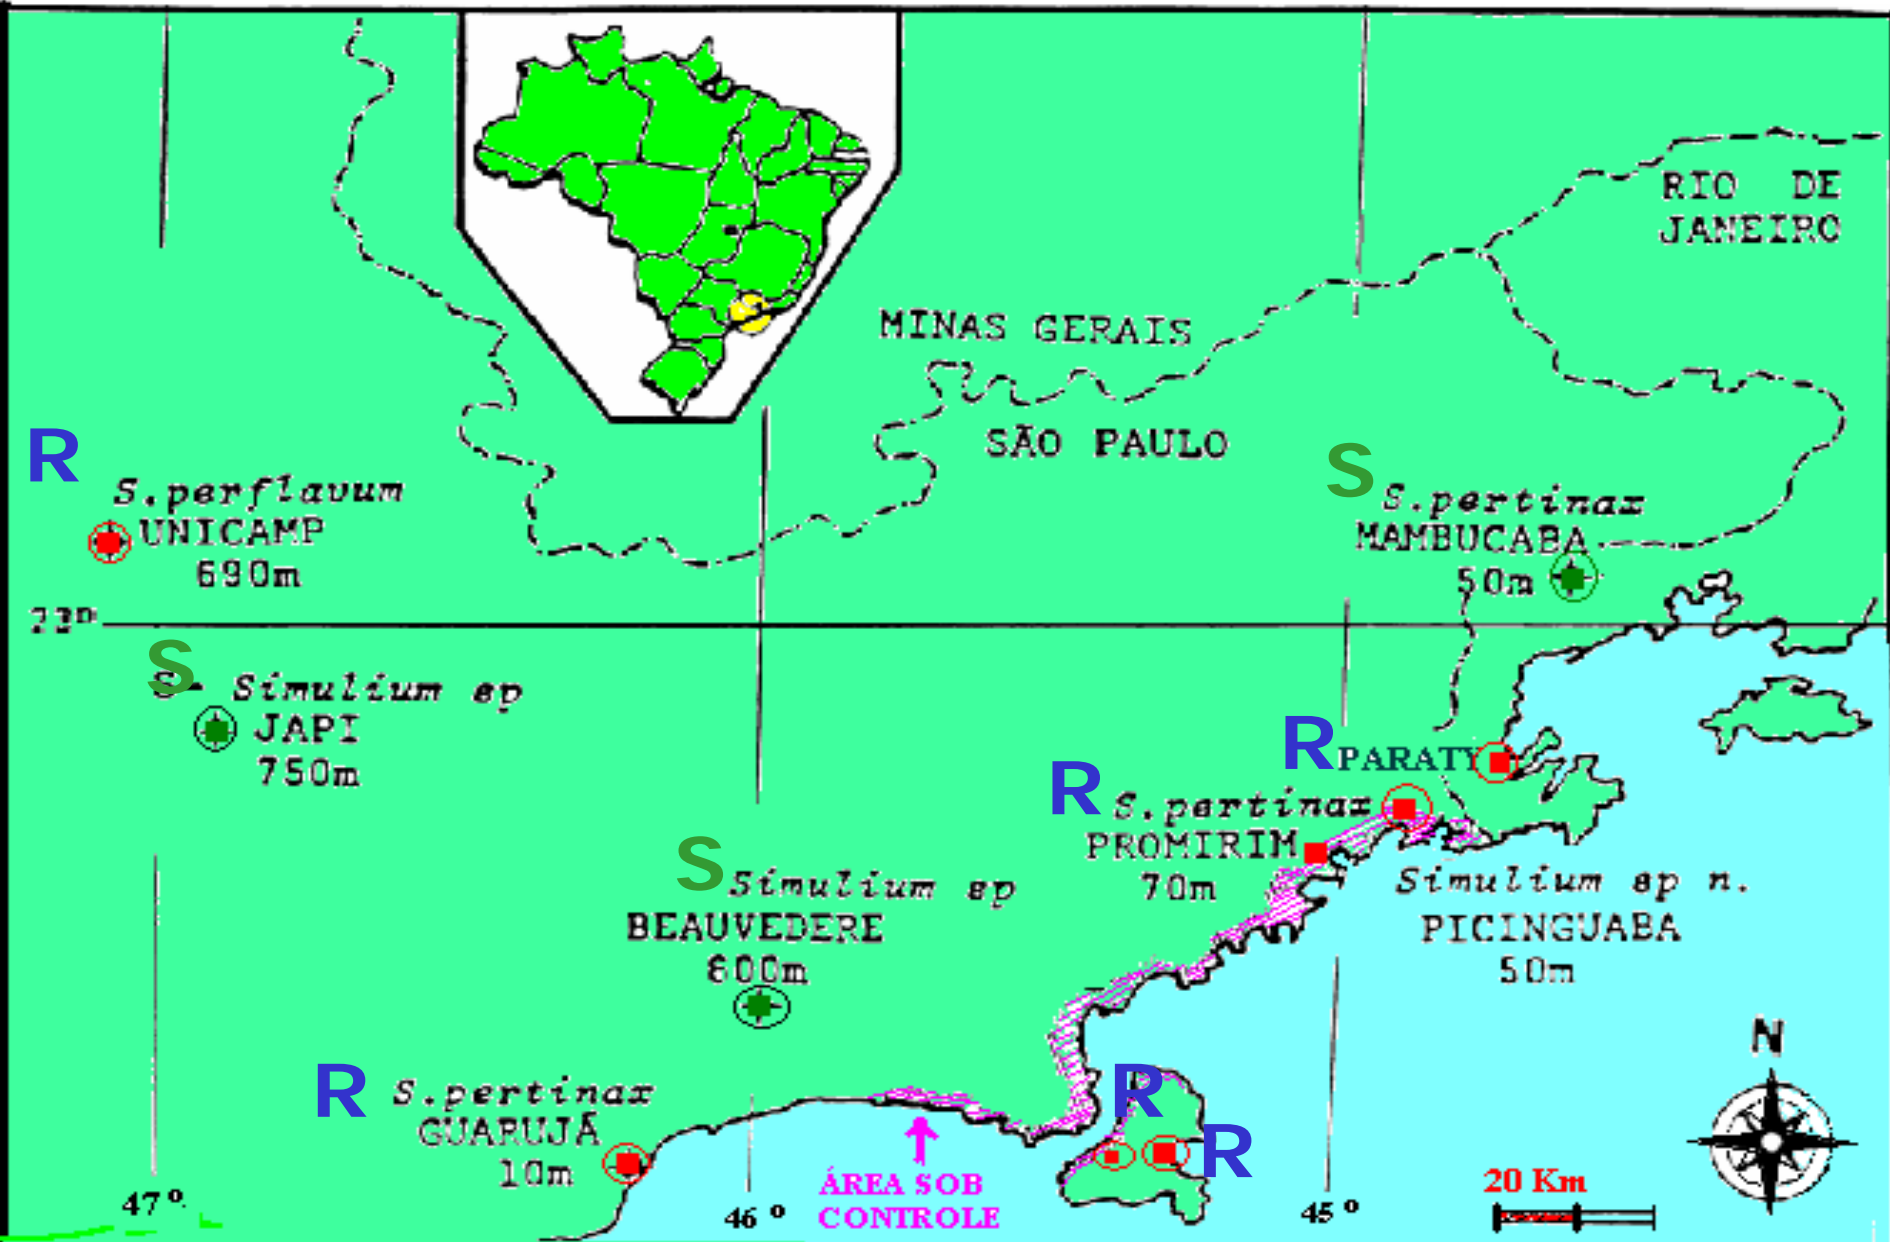 RIO DE
JANEIRO
MINAS GERAIS
SÃO PAULO
R
S.perflavum
UNICAMP
690m
S
S.pertinax
MAMBUCABA
50m
23º
S
S- Simulium sp
JAPI
750m
R PARATY
R S.pertinax
PROMIRIM
70m
S
Simulium sp
BEAUVEDERE
600m
Simulium sp n.
PICINGUABA
50m
N
R S.pertinax
GUARUJÁ
10m
R
R
ÁREA SOB
CONTROLE
20 Km
47º
46 º
45 º